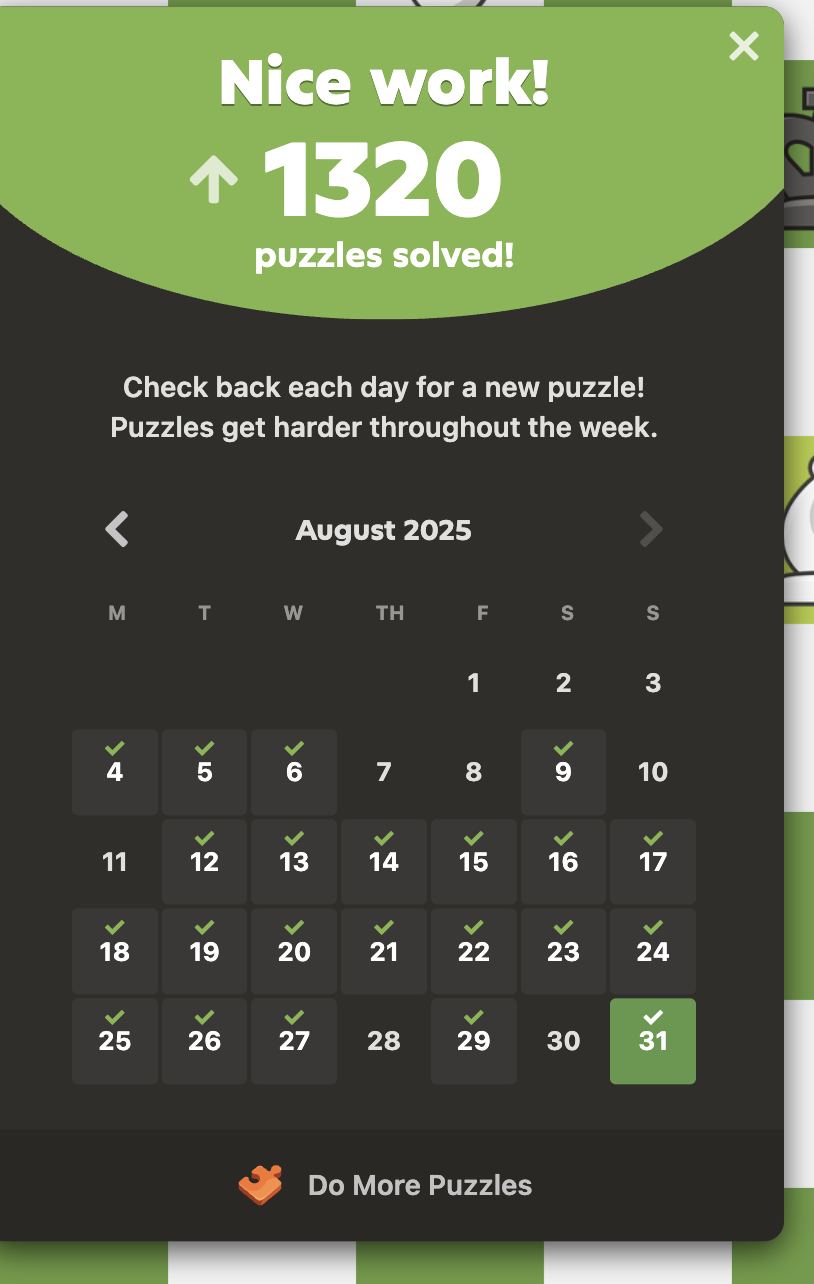 Nice work!
1320
puzzles solved!
Check back each day for a new puzzle!
Puzzles get harder throughout the week.
August 2025
M T W TH F S S
1 2 3
4 5 6 7 8 9 10
11 12 13 14 15 16 17
18 19 20 21 22 23 24
25 26 27 28 29 30 31
Do More Puzzles